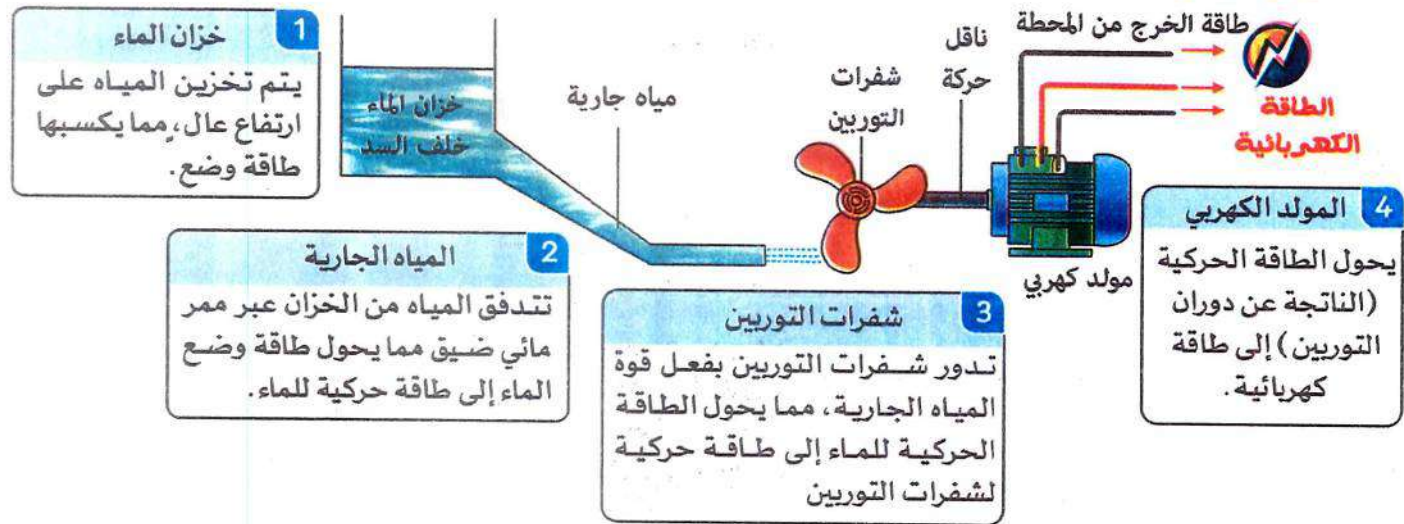 1 خزان الماء
يتم تخزين المياه على
ارتفاع عال، مما يكسبها
طاقة وضع.
خزان الماء
خلف السد
مياه جارية
شفرات
التوربين
ناقل
حركة
طاقة الخرج من المحطة
الطاقة
الكهربائية
مولد كهربي
2 المياه الجارية
تتدفق المياه من الخزان عبر ممر
مائي ضيق مما يحول طاقة وضع
الماء إلى طاقة حركية للماء.
3 شفرات التوربين
تدور شفرات التوربين بفعل قوة
المياه الجارية، مما يحول الطاقة
الحركية للماء إلى طاقة حركية
لشفرات التوربين
4 المولد الكهربي
يحول الطاقة الحركية
(الناتجة عن دوران
التوربين) إلى طاقة
كهربائية.